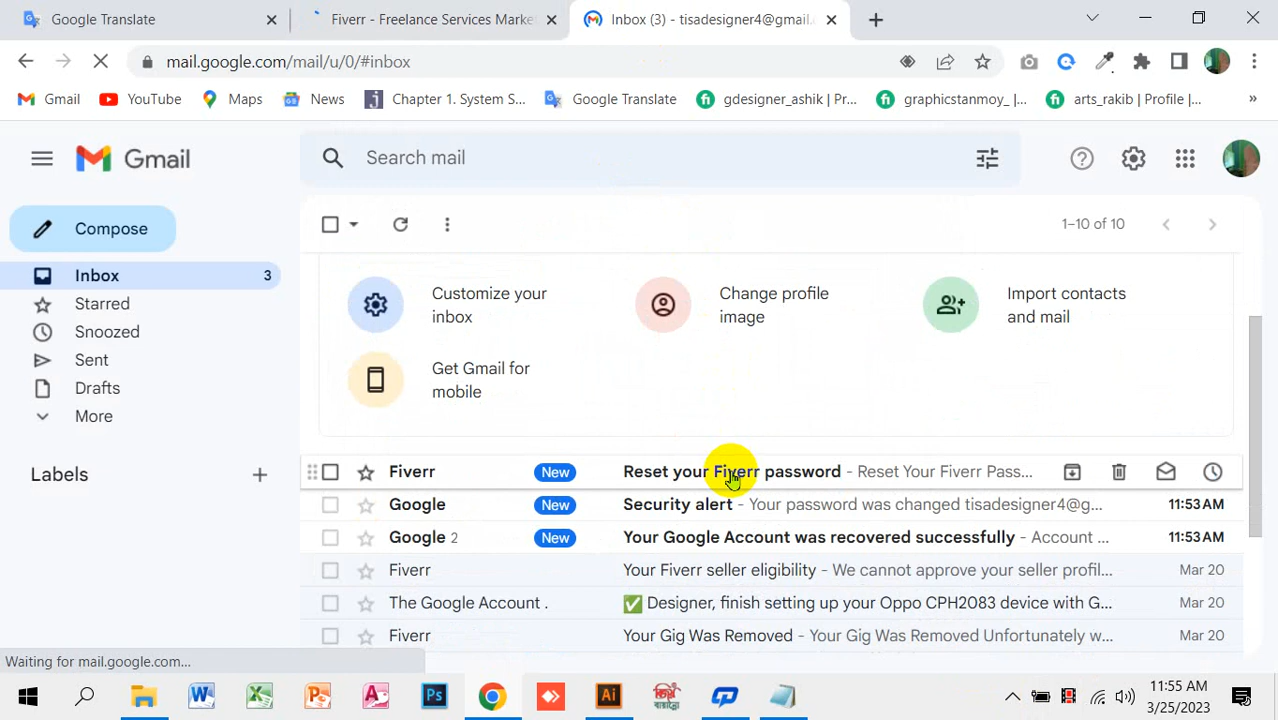 Google Translate
Fiverr - Freelance Services Marke
Inbox (3) - tisadesigner4@gmail.
mail.google.com/mail/u/0/#inbox
Gmail
YouTube
Maps
News
Chapter 1. System S...
Google Translate
gdesigner_ashik | Pr...
graphicstanmoy_ |...
arts_rakib | Profile |...
»
Gmail
Search mail
Compose
1–10 of 10
Inbox 3
Starred
Snoozed
Sent
Drafts
More
Labels
Customize your
inbox
Change profile
image
Import contacts
and mail
Get Gmail for
mobile
Fiverr New Reset your Fiverr password - Reset Your Fiverr Pass...
Google New Security alert - Your password was changed tisadesigner4@g... 11:53 AM
Google 2 New Your Google Account was recovered successfully - Account ... 11:53 AM
Fiverr Your Fiverr seller eligibility - We cannot approve your seller profil... Mar 20
The Google Account . ✅ Designer, finish setting up your Oppo CPH2083 device with G... Mar 20
Fiverr Your Gig Was Removed - Your Gig Was Removed Unfortunately w... Mar 20
Waiting for mail.google.com...
11:55 AM
3/25/2023